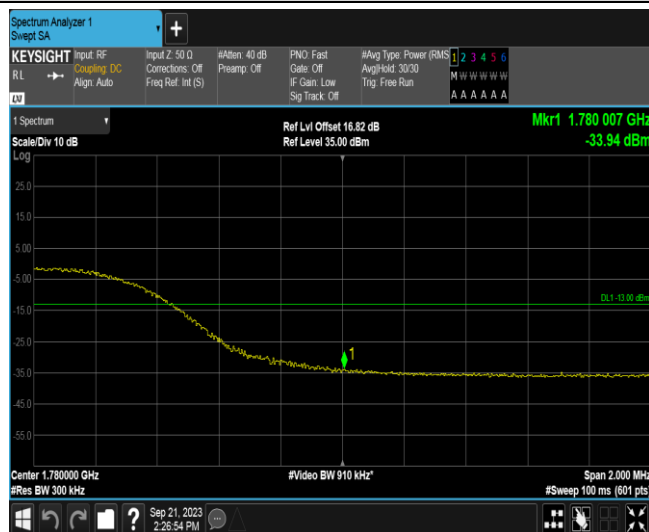 Spectrum Analyzer 1
Swept SA
+
KEYSIGHT
RL
LXI
Input: RF
Coupling: DC
Align: Auto
Input Z: 50 Ω
Corrections: Off
Freq Ref: Int (S)
#Atten: 40 dB
Preamp: Off
PNO: Fast
Gate: Off
IF Gain: Low
Sig Track: Off
#Avg Type: Power (RMS
Avg|Hold: 30/30
Trig: Free Run
1 2 3 4 5 6
M W W W W W
A A A A A A
1 Spectrum
Scale/Div 10 dB
Log
Ref Lvl Offset 16.82 dB
Ref Level 35.00 dBm
Mkr1 1.780 007 GHz
-33.94 dBm
25.0
15.0
5.00
-5.00
-15.0
-25.0
-35.0
-45.0
-55.0
DL1 -13.00 dBm
1
Center 1.780000 GHz
#Res BW 300 kHz
#Video BW 910 kHz*
Span 2.000 MHz
#Sweep 100 ms (601 pts)
?
Sep 21, 2023
2:26:54 PM